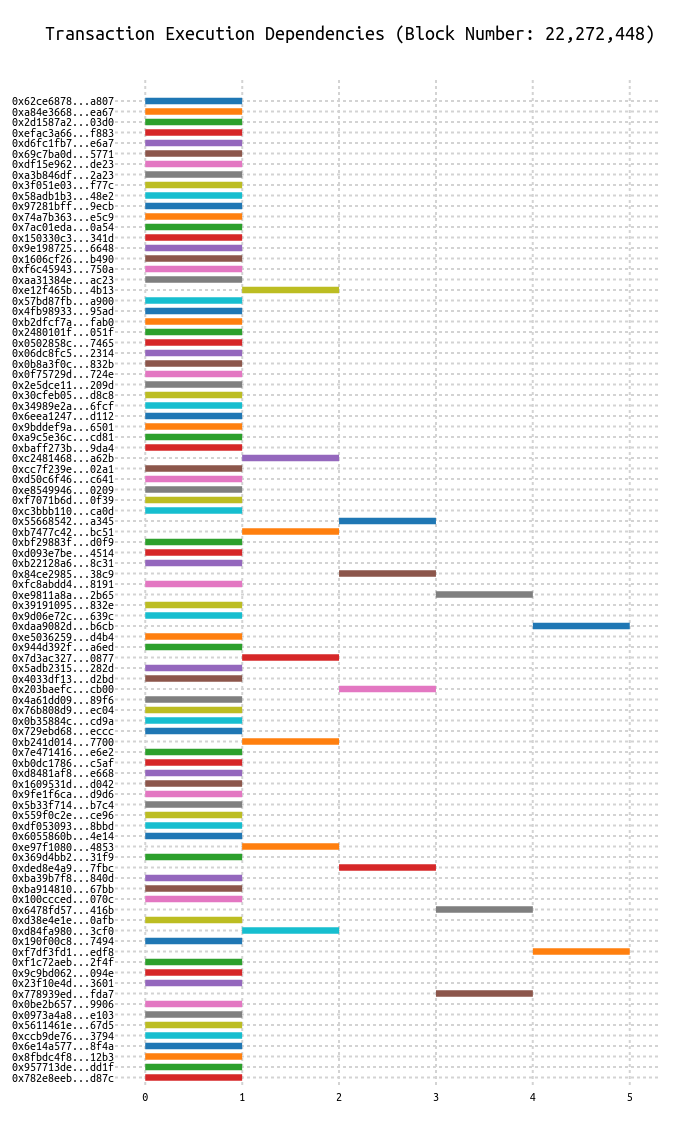 Transaction Execution Dependencies (Block Number: 22,272,448)
0x62ce6878...a807
0xa84e3668...ea67
0x2d1587a2...03d0
0xefac3a66...f883
0xd6fc1fb7...e6a7
0x69c7ba0d...5771
0xdf15e962...de23
0xa3b846df...2a23
0x3f051e03...f77c
0x58adb1b3...48e2
0x97281bff...9ecb
0x74a7b363...e5c9
0x7ac01eda...0a54
0x150330c3...341d
0x9e198725...6648
0x1606cf26...b490
0xf6c45943...750a
0xaa31384e...ac23
0xe12f465b...4b13
0x57bd87fb...a900
0x4fb98933...95ad
0xb2dfcf7a...fab0
0x2480101f...051f
0x0502858c...7465
0x06dc8fc5...2314
0x0b8a3f0c...832b
0x0f75729d...724e
0x2e5dce11...209d
0x30cfeb05...d8c8
0x34989e2a...6fcf
0x6eea1247...d112
0x9bddef9a...6501
0xa9c5e36c...cd81
0xbaff273b...9da4
0xc2481468...a62b
0xcc7f239e...02a1
0xd50c6f46...c641
0xe8549946...0209
0xf7071b6d...0f39
0xc3bbb110...ca0d
0x55668542...a345
0xb7477c42...bc51
0xbf29883f...d0f9
0xd093e7be...4514
0xb22128a6...8c31
0x84ce2985...38c9
0xfc8abdd4...8191
0xe9811a8a...2b65
0x39191095...832e
0x9d06e72c...639c
0xdaa9082d...b6cb
0xe5036259...d4b4
0x944d392f...a6ed
0x7d3ac327...0877
0x5adb2315...282d
0x4033df13...d2bd
0x203baefc...cb00
0x4a61dd09...89f6
0x76b808d9...ec04
0x0b35884c...cd9a
0x729ebd68...eccc
0xb241d014...7700
0x7e471416...e6e2
0xb0dc1786...c5af
0xd8481af8...e668
0x1609531d...d042
0x9fe1f6ca...d9d6
0x5b33f714...b7c4
0x559f0c2e...ce96
0xdf053093...8bbd
0x6055860b...4e14
0xe97f1080...4853
0x369d4bb2...31f9
0xded8e4a9...7fbc
0xba39b7f8...840d
0xba914810...67bb
0x100ccced...070c
0x6478fd57...416b
0xd38e4e1e...0afb
0xd84fa980...3cf0
0x190f00c8...7494
0xf7df3fd1...edf8
0xf1c72aeb...2f4f
0x9c9bd062...094e
0x23f10e4d...3601
0x778939ed...fda7
0x0be2b657...9906
0x0973a4a8...e103
0x5611461e...67d5
0xccb9de76...3794
0x6e14a577...8f4a
0x8fbdc4f8...12b3
0x957713de...dd1f
0x782e8eeb...d87c
0 1 2 3 4 5